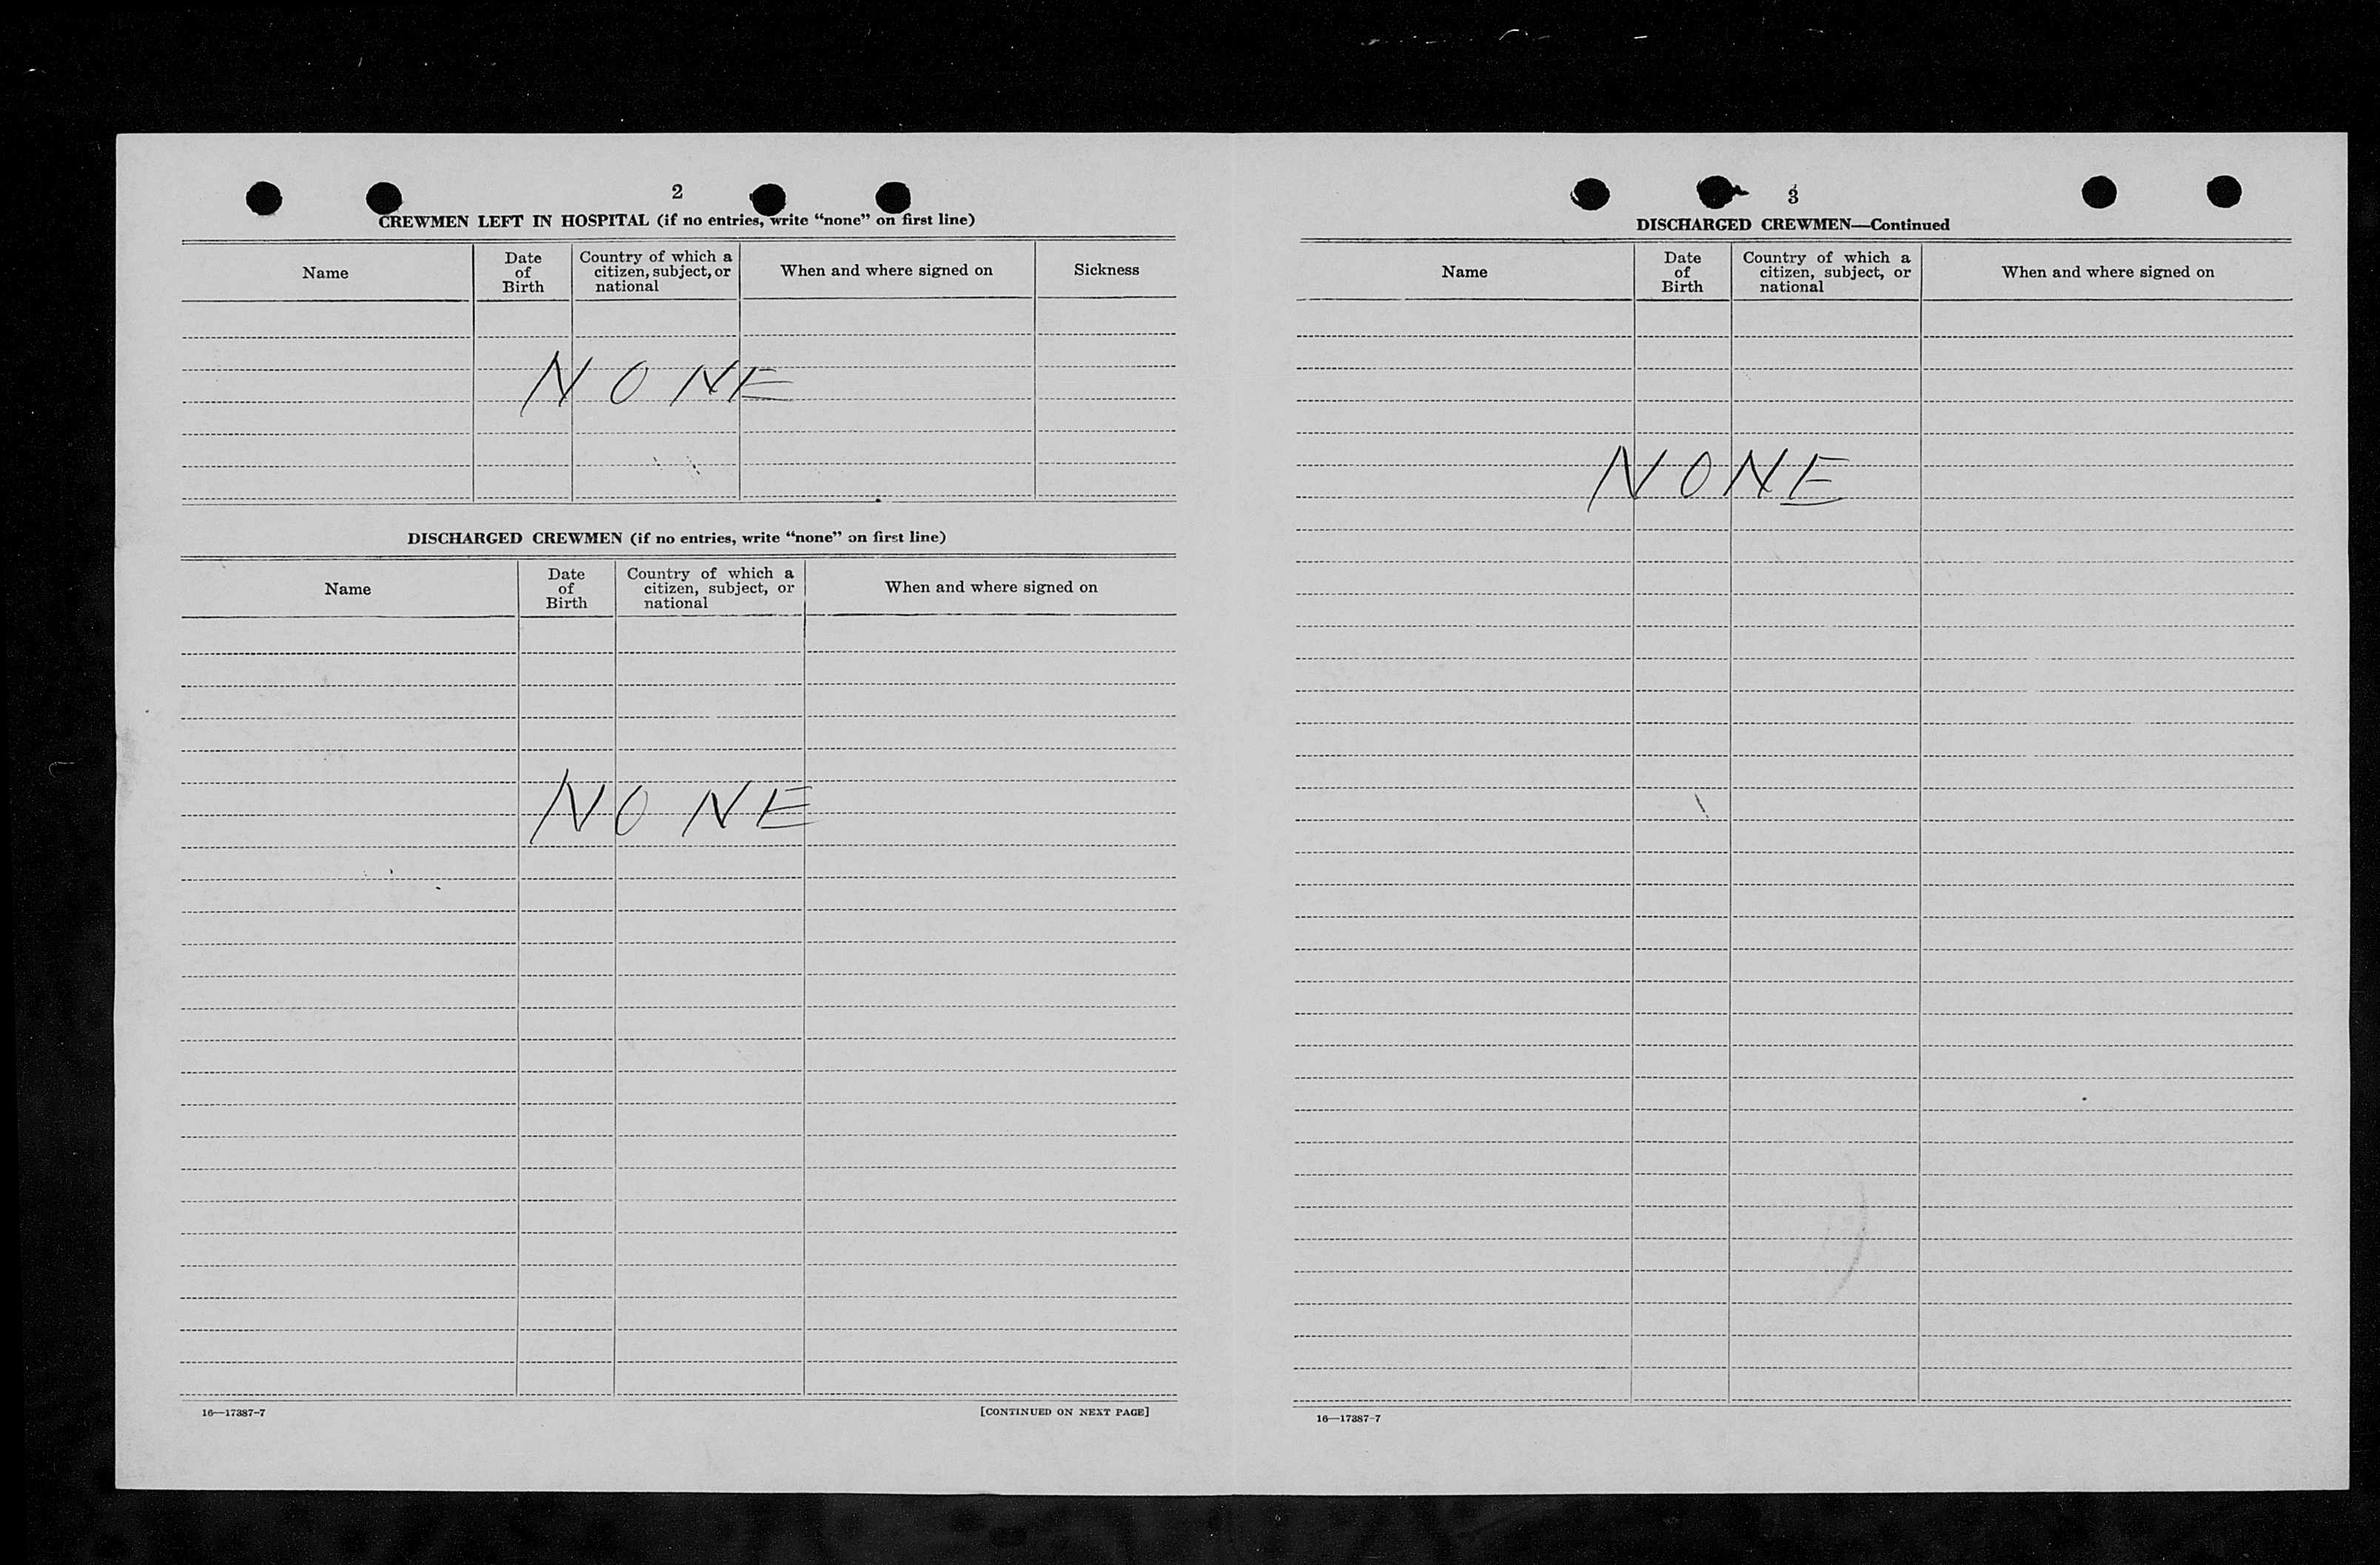 2
CREWMEN LEFT IN HOSPITAL (if no entries, write “none” on first line)
Name
Date of Birth
Country of which a citizen, subject, or national
When and where signed on
Sickness
NONE
DISCHARGED CREWMEN (if no entries, write “none” on first line)
Name
Date of Birth
Country of which a citizen, subject, or national
When and where signed on
NONE
16—17387-7
[CONTINUED ON NEXT PAGE]
3
DISCHARGED CREWMEN—Continued
Name
Date of Birth
Country of which a citizen, subject, or national
When and where signed on
NONE
16—17387-7